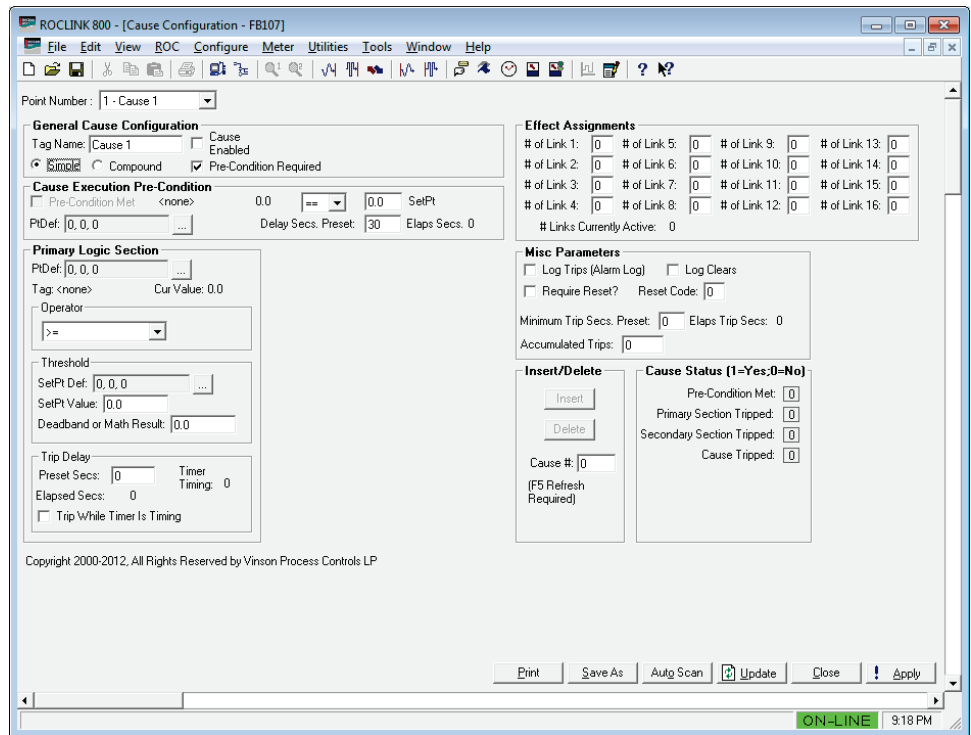 ROCLINK 800 - [Cause Configuration - FB107]
File Edit View ROC Configure Meter Utilities Tools Window Help
Point Number : 1 - Cause 1
General Cause Configuration
Tag Name: Cause 1
Cause Enabled
Simple Compound Pre-Condition Required
Cause Execution Pre-Condition
Pre-Condition Met <none> 0.0 == 0.0 SetPt
PtDef: 0, 0, 0 ... Delay Secs. Preset: 30 Elaps Secs. 0
Primary Logic Section
PtDef: 0, 0, 0 ...
Tag: <none> Cur Value: 0.0
Operator
>=
Threshold
SetPt Def: 0, 0, 0 ...
SetPt Value: 0.0
Deadband or Math Result: 0.0
Trip Delay
Preset Secs: 0 Timer Timing: 0
Elapsed Secs: 0
Trip While Timer Is Timing
Effect Assignments
# of Link 1: 0 # of Link 5: 0 # of Link 9: 0 # of Link 13: 0
# of Link 2: 0 # of Link 6: 0 # of Link 10: 0 # of Link 14: 0
# of Link 3: 0 # of Link 7: 0 # of Link 11: 0 # of Link 15: 0
# of Link 4: 0 # of Link 8: 0 # of Link 12: 0 # of Link 16: 0
# Links Currently Active: 0
Misc Parameters
Log Trips (Alarm Log) Log Clears
Require Reset? Reset Code: 0
Minimum Trip Secs. Preset: 0 Elaps Trip Secs: 0
Accumulated Trips: 0
Insert/Delete
Insert
Delete
Cause #: 0
(F5 Refresh
Required)
Cause Status (1=Yes;0=No)
Pre-Condition Met: 0
Primary Section Tripped: 0
Secondary Section Tripped: 0
Cause Tripped: 0
Copyright 2000-2012, All Rights Reserved by Vinson Process Controls LP
Print Save As Auto Scan Update Close ! Apply
ON-LINE 9:18 PM